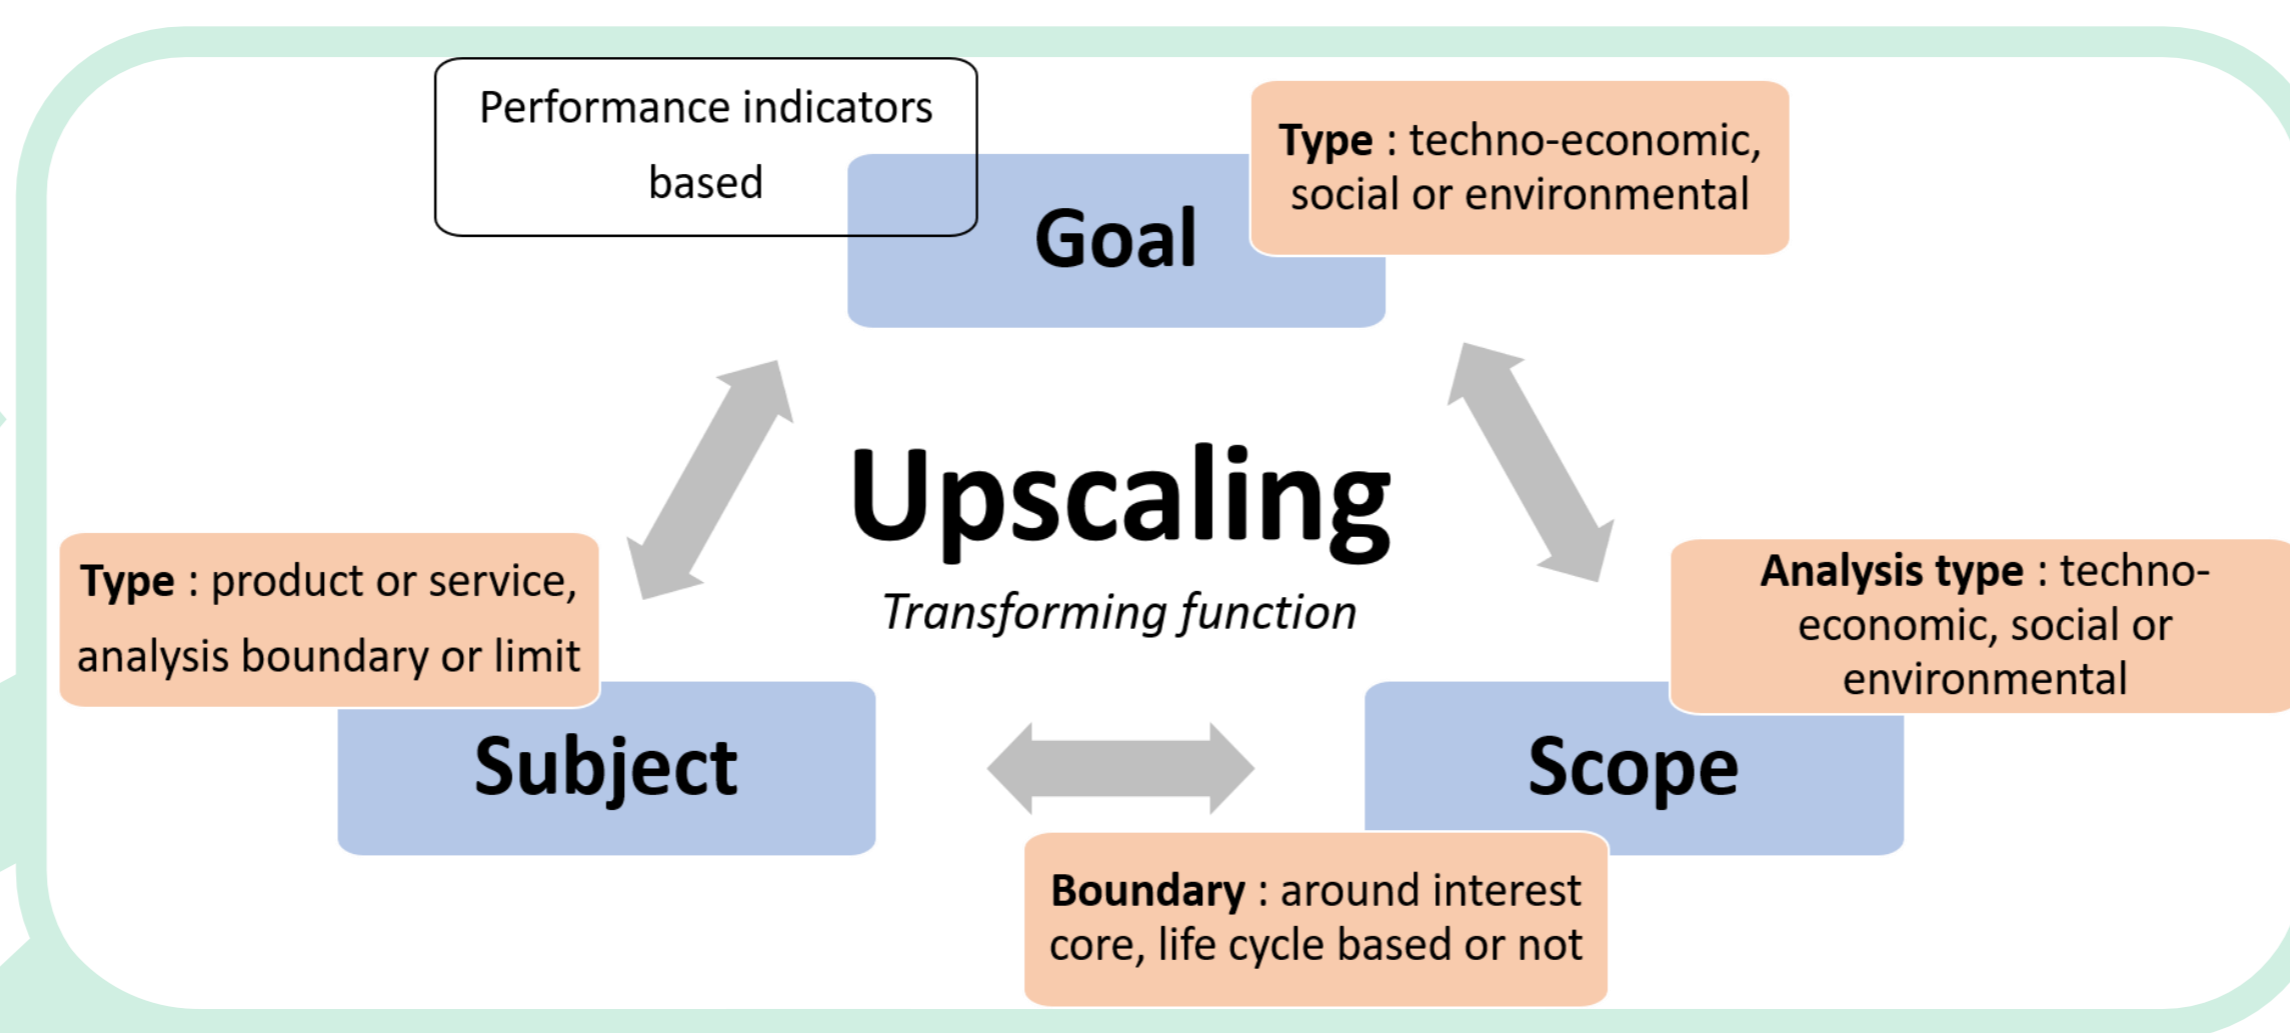 Performance indicators
based
Type : techno-economic,
social or environmental
Goal
Upscaling
Transforming function
Type : product or service,
analysis boundary or limit
Subject
Analysis type : techno-
economic, social or
environmental
Scope
Boundary : around interest
core, life cycle based or not